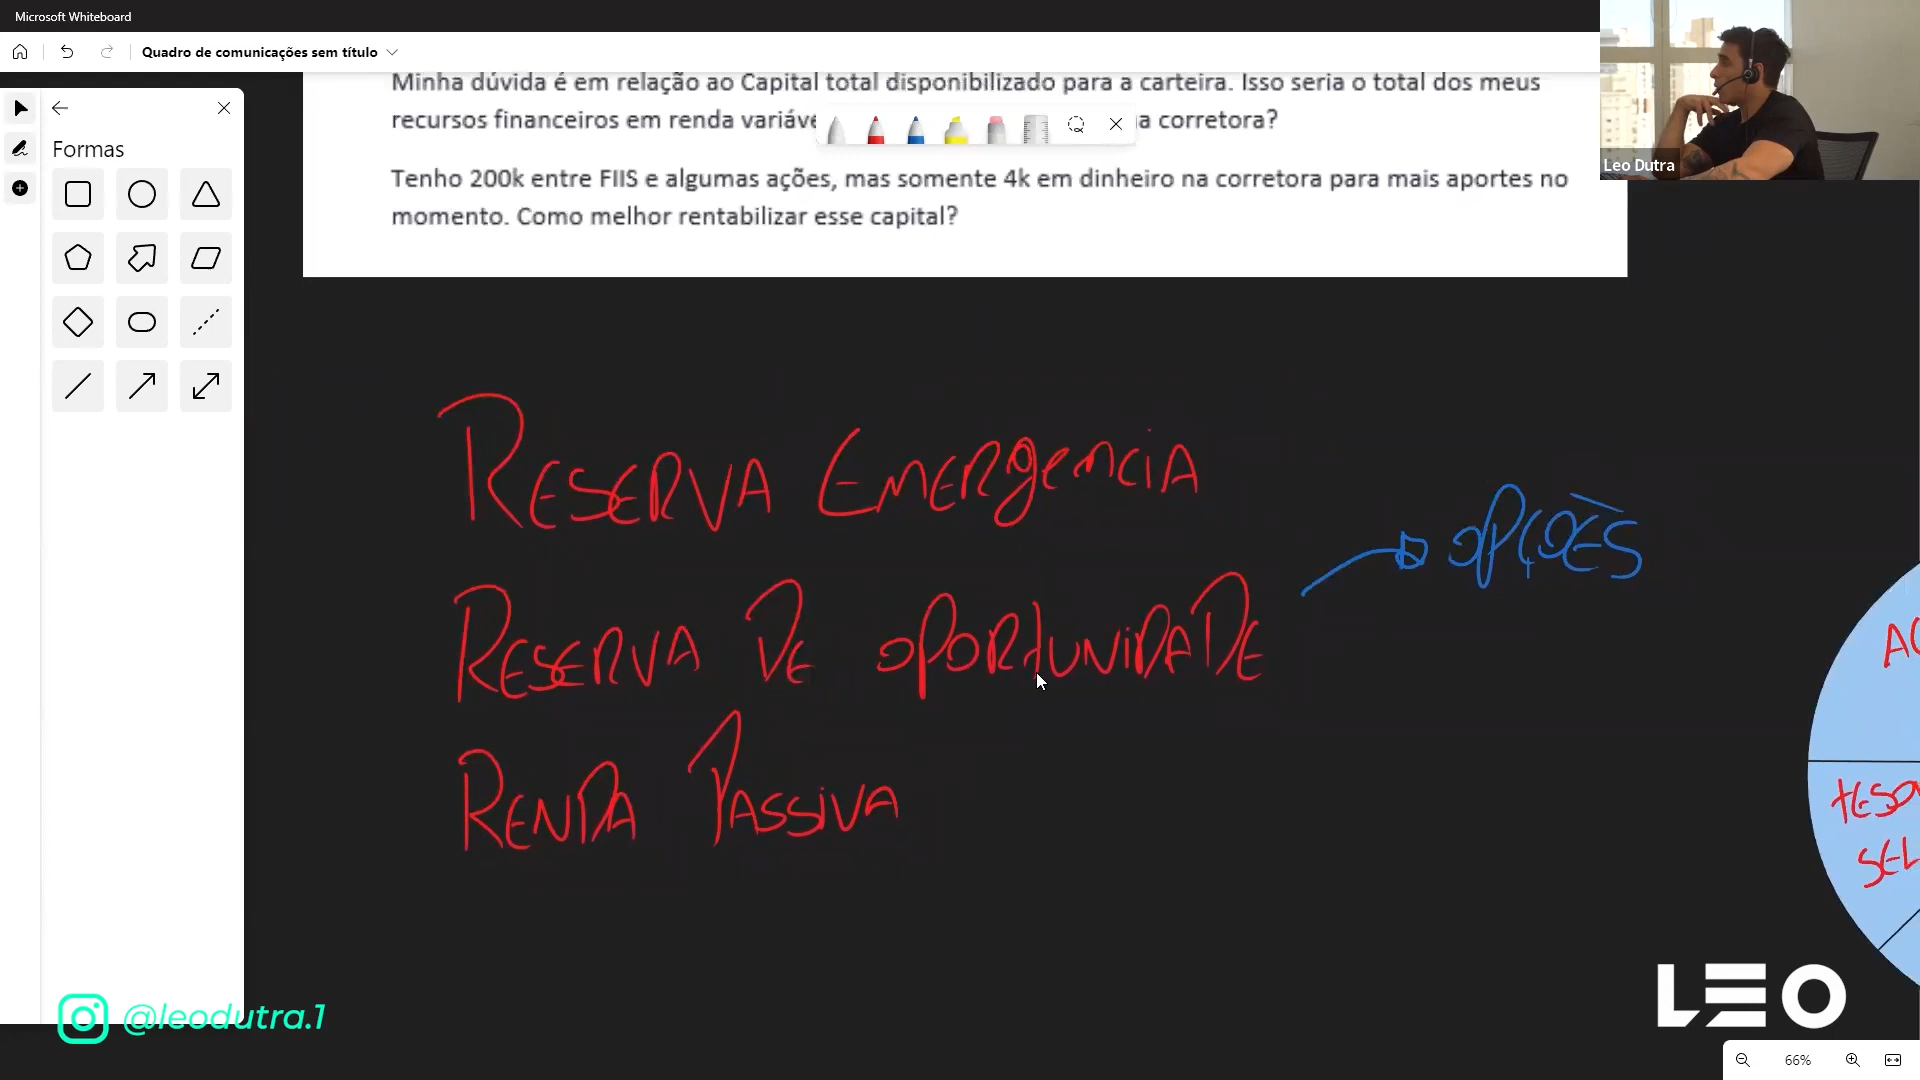 Microsoft Whiteboard
Quadro de comunicações sem título
Minha dúvida é em relação ao Capital total disponibilizado para a carteira. Isso seria o total dos meus
recursos financeiros em renda variáve a corretora?
Tenho 200k entre FIIS e algumas ações, mas somente 4k em dinheiro na corretora para mais aportes no
momento. Como melhor rentabilizar esse capital?
Leo Dutra
Formas
RESERVA EMERgENCIA
OPÇÕES
RESERVA DE OPORTUNIDADE
RENDA PASSIVA
AÇ
TESO
SEL
@leodutra.1
LEO
66%